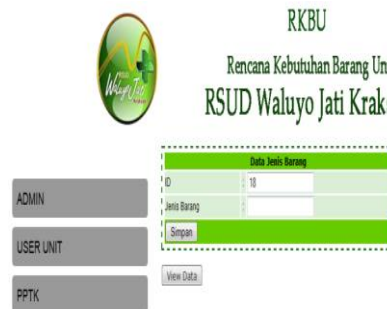 RKBU
Rencana Kebutuhan Barang Un
RSUD Waluyo Jati Krak
Waluyo Jati
Data Jenis Barang
ID : 18
Jenis Barang :
Simpan
View Data
ADMIN
USER UNIT
PPTK